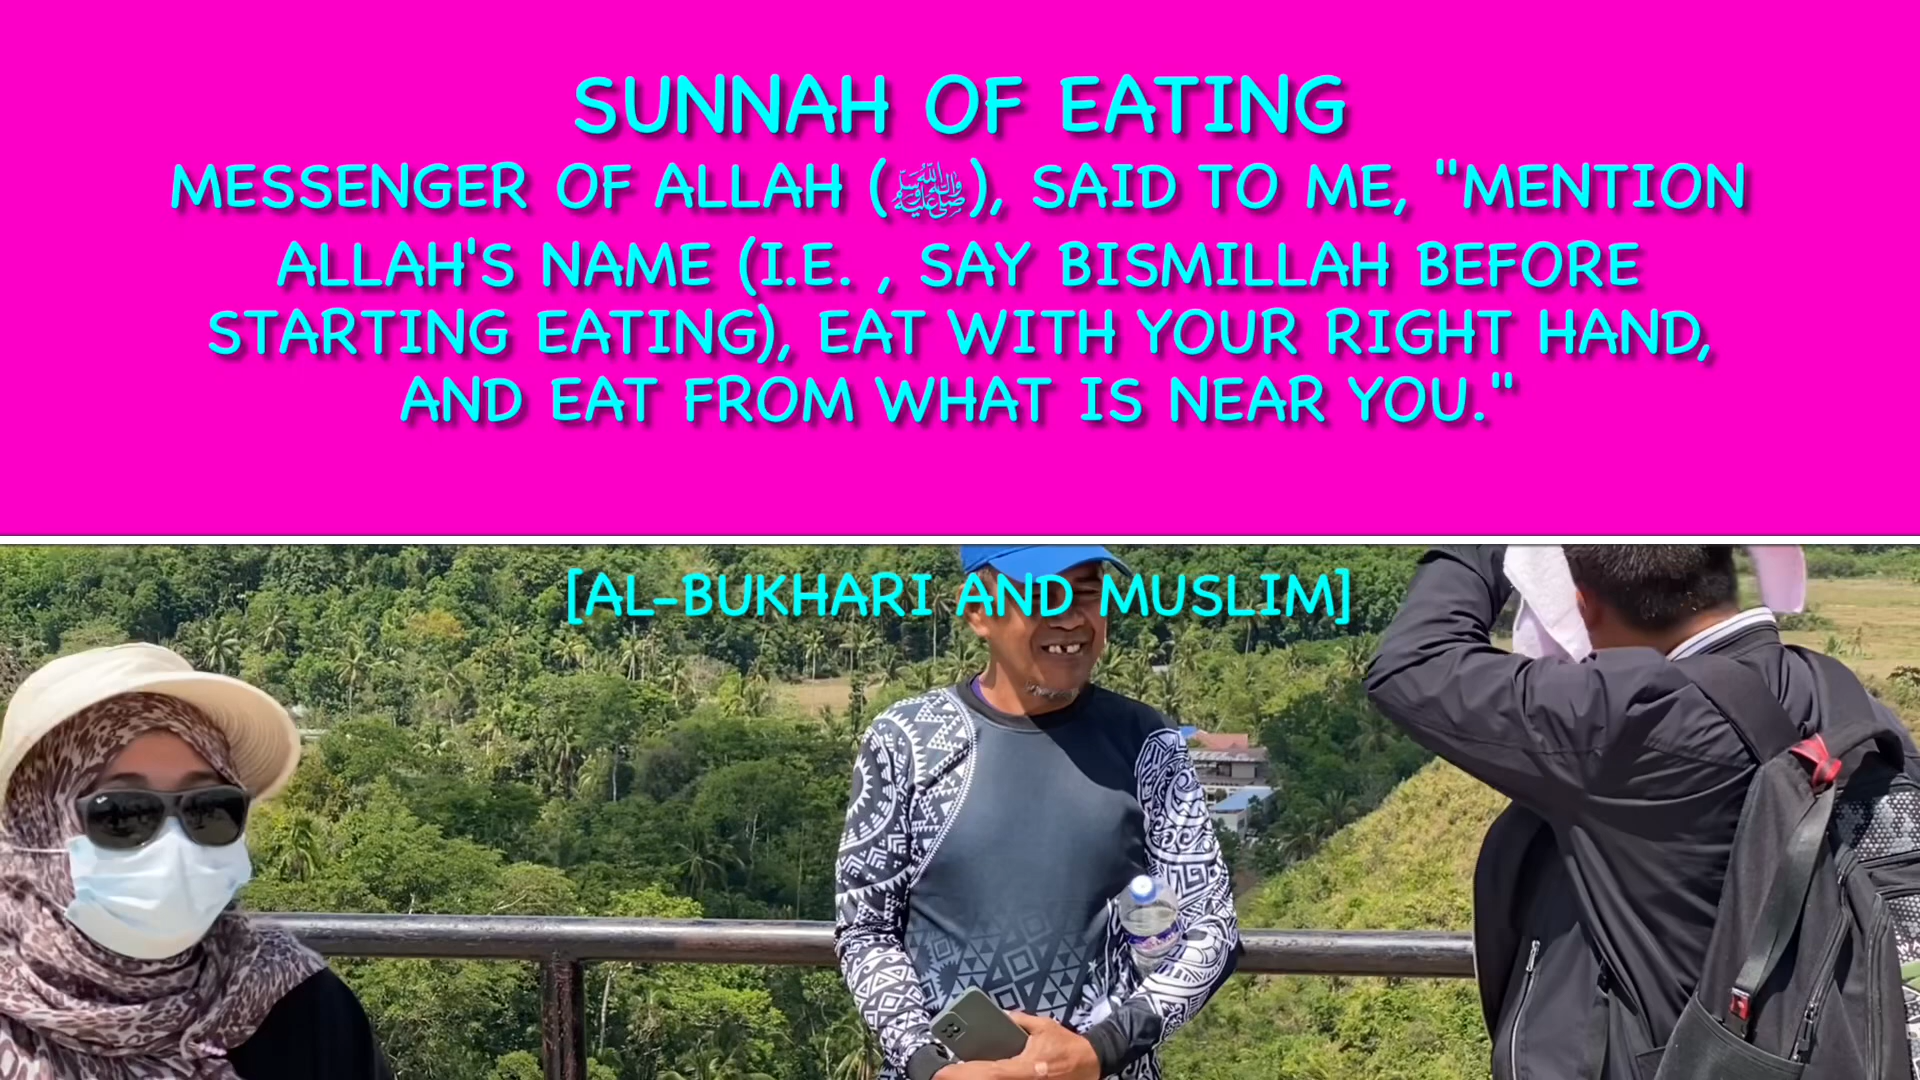 SUNNAH OF EATING
MESSENGER OF ALLAH (ﷺ), SAID TO ME, "MENTION
ALLAH'S NAME (I.E. , SAY BISMILLAH BEFORE
STARTING EATING), EAT WITH YOUR RIGHT HAND,
AND EAT FROM WHAT IS NEAR YOU."
[AL-BUKHARI AND MUSLIM]